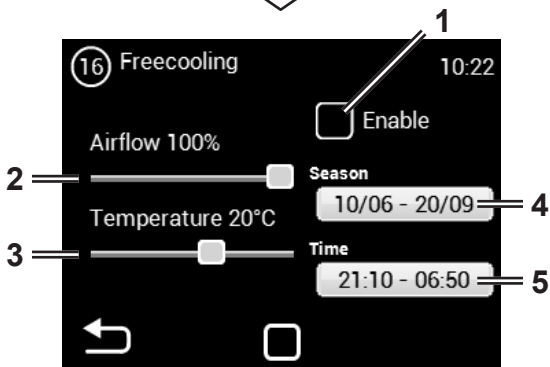 1
16 Freecooling 10:22
Enable
Airflow 100%
2
Season
10/06 - 20/09 4
Temperature 20°C
3
Time
21:10 - 06:50 5